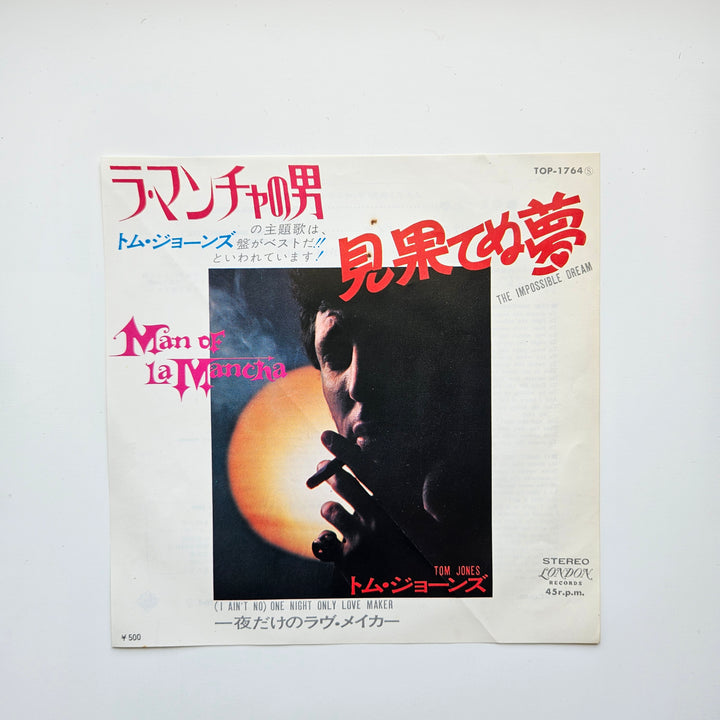 TOP-1764Ⓢ
ラ・マンチャの男
の主題歌は、
トム・ジョーンズ盤がベストだ!!
といわれています!
見果てぬ夢
THE IMPOSSIBLE DREAM
Man of
la Mancha
TOM JONES
トム・ジョーンズ
STEREO
LONDON
RECORDS
45r.p.m.
(I AIN'T NO) ONE NIGHT ONLY LOVE MAKER
一夜だけのラヴ・メイカー
¥500